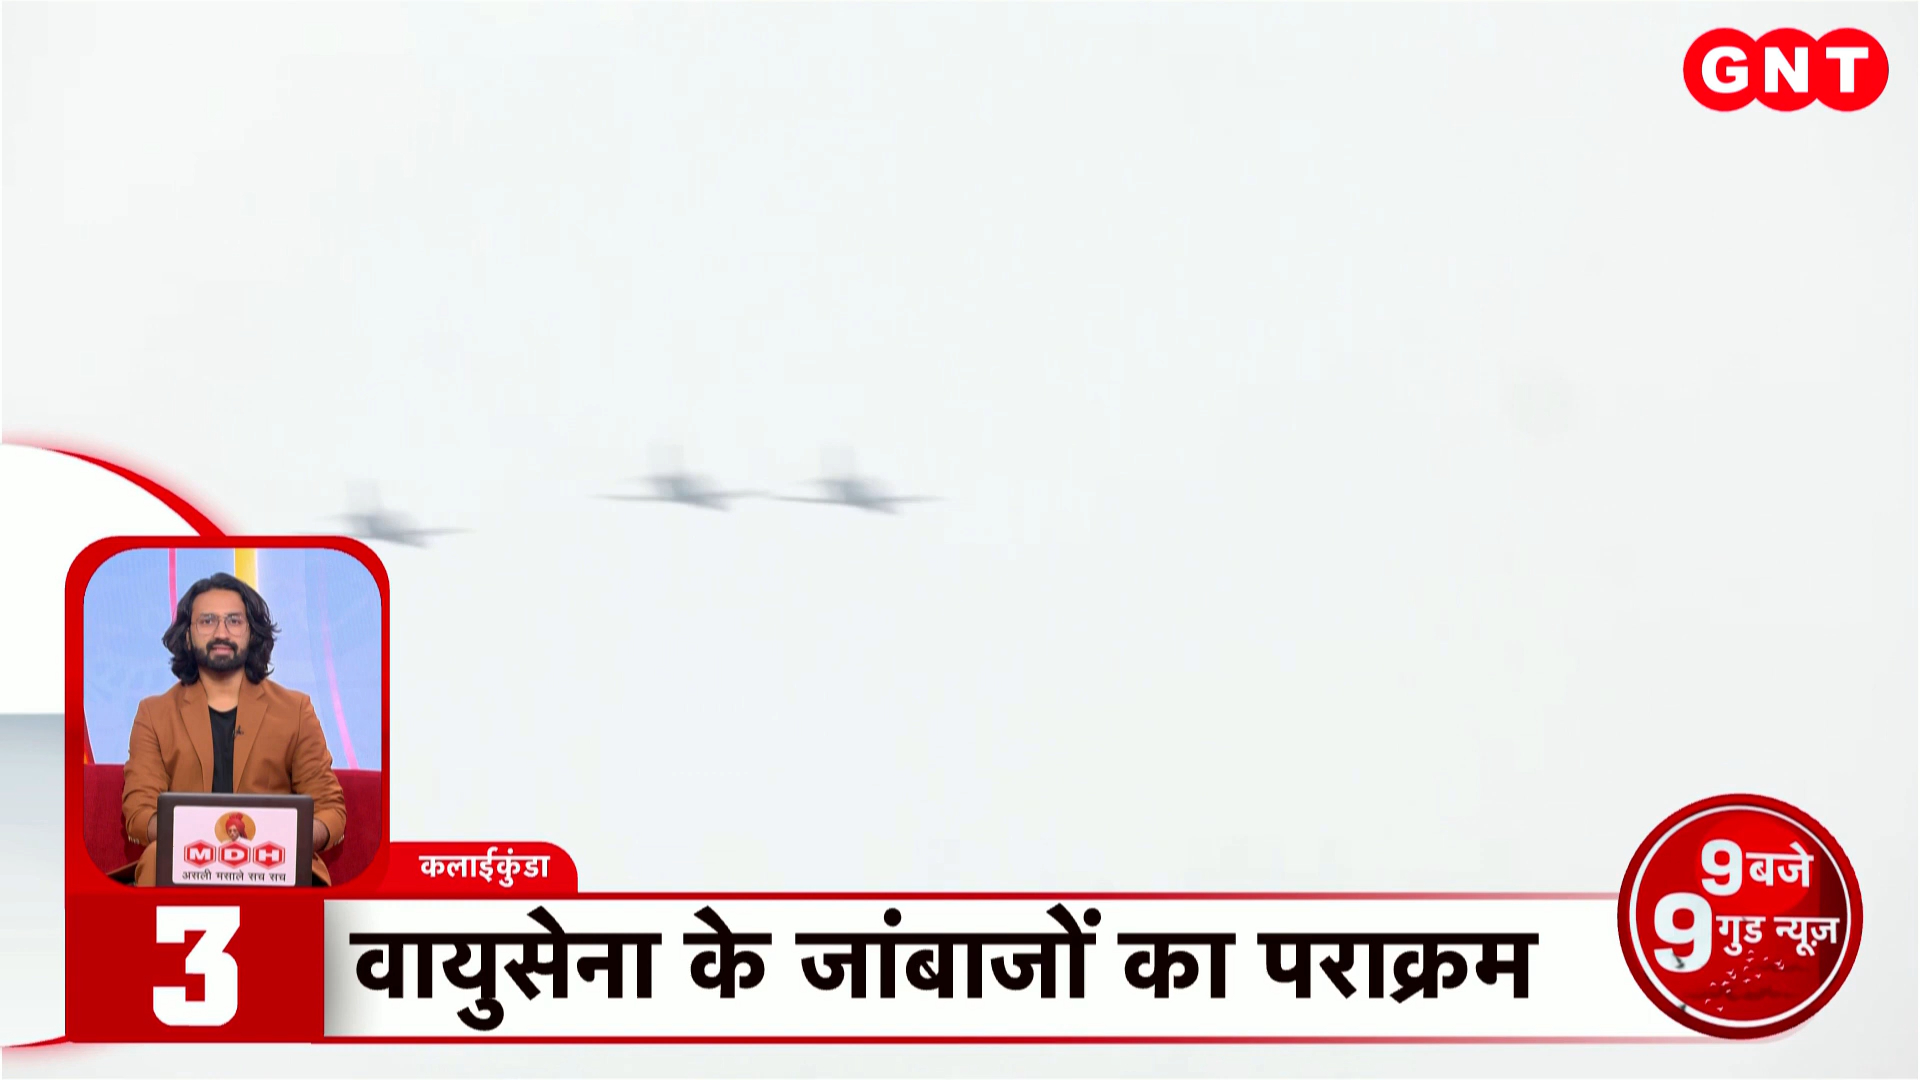 GNT
MDH
असली मसाले सच सच
कलाईकुंडा
3
वायुसेना के जांबाजों का पराक्रम
9 बजे
9 गुड न्यूज़